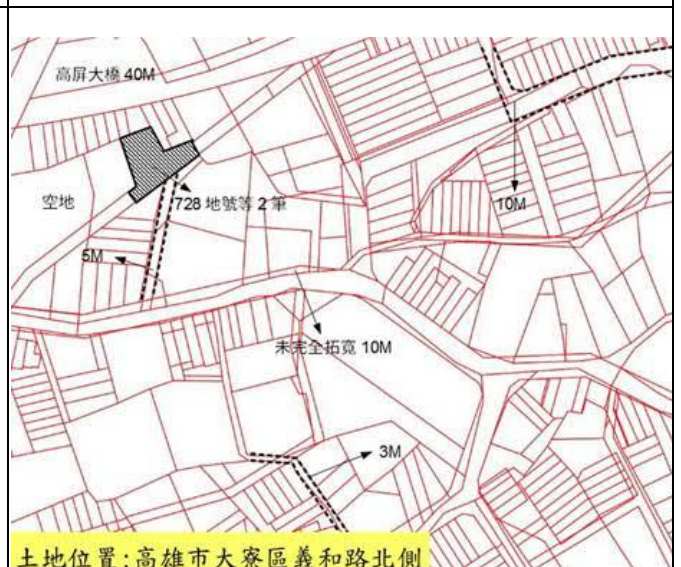 高屏大橋 40M
空地
728 地號等 2 筆
10M
5M
未完全拓寬 10M
3M
土地位置:高雄市大寮區義和路北側